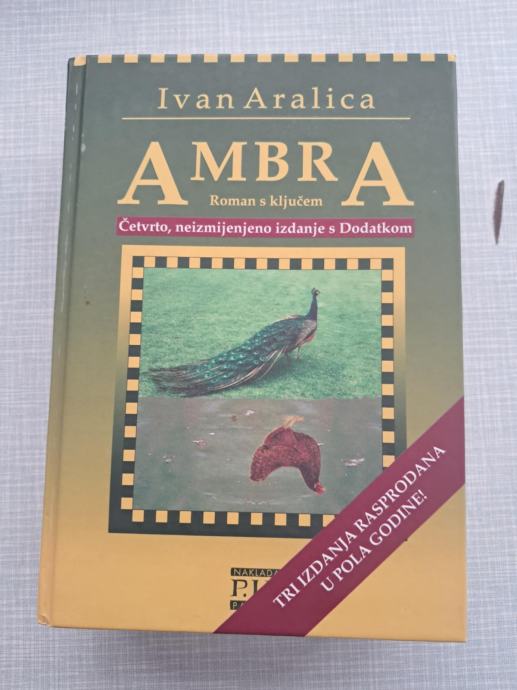 Ivan Aralica
AMBRA
Roman s ključem
Četvrto, neizmijenjeno izdanje s Dodatkom
TRI IZDANJA RASPRODANA
U POLA GODINE!
NAKLADA